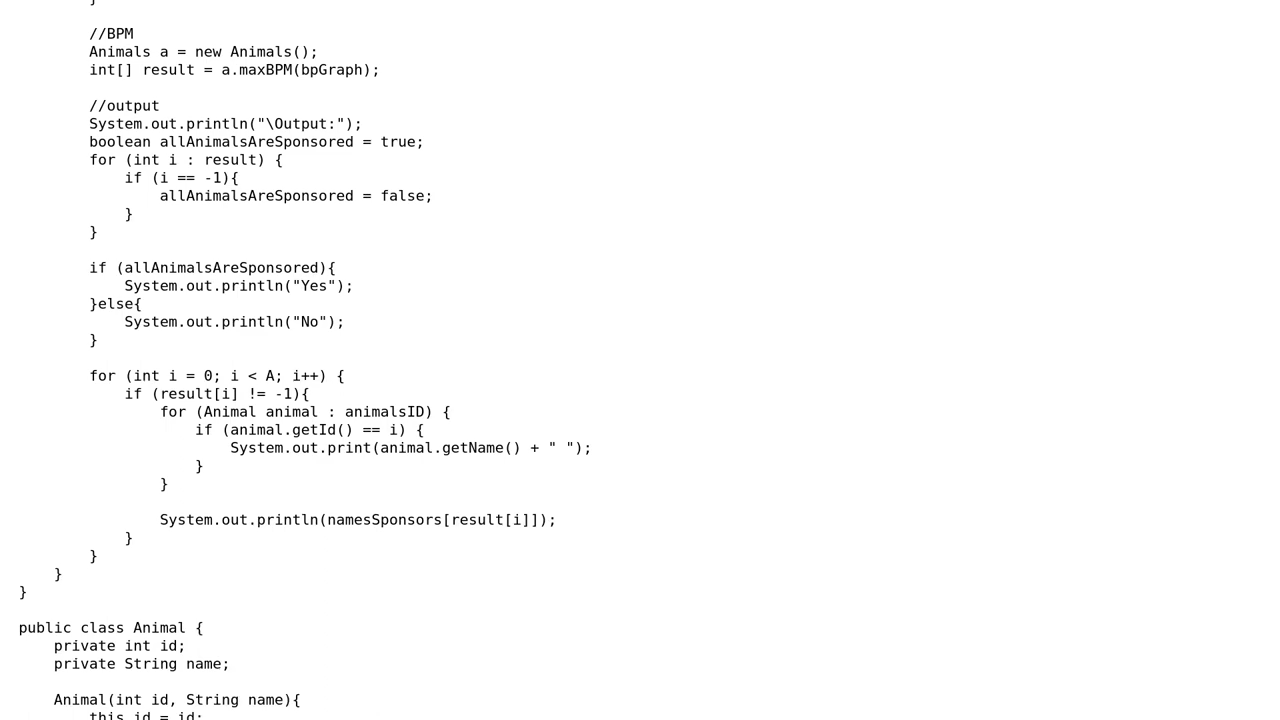 }
//BPM
Animals a = new Animals();
int[] result = a.maxBPM(bpGraph);
//output
System.out.println("\Output:");
boolean allAnimalsAreSponsored = true;
for (int i : result) {
if (i == -1){
allAnimalsAreSponsored = false;
}
}
if (allAnimalsAreSponsored){
System.out.println("Yes");
}else{
System.out.println("No");
}
for (int i = 0; i < A; i++) {
if (result[i] != -1){
for (Animal animal : animalsID) {
if (animal.getId() == i) {
System.out.print(animal.getName() + " ");
}
}
System.out.println(namesSponsors[result[i]]);
}
}
}
}
public class Animal {
private int id;
private String name;
Animal(int id, String name){
this.id = id;